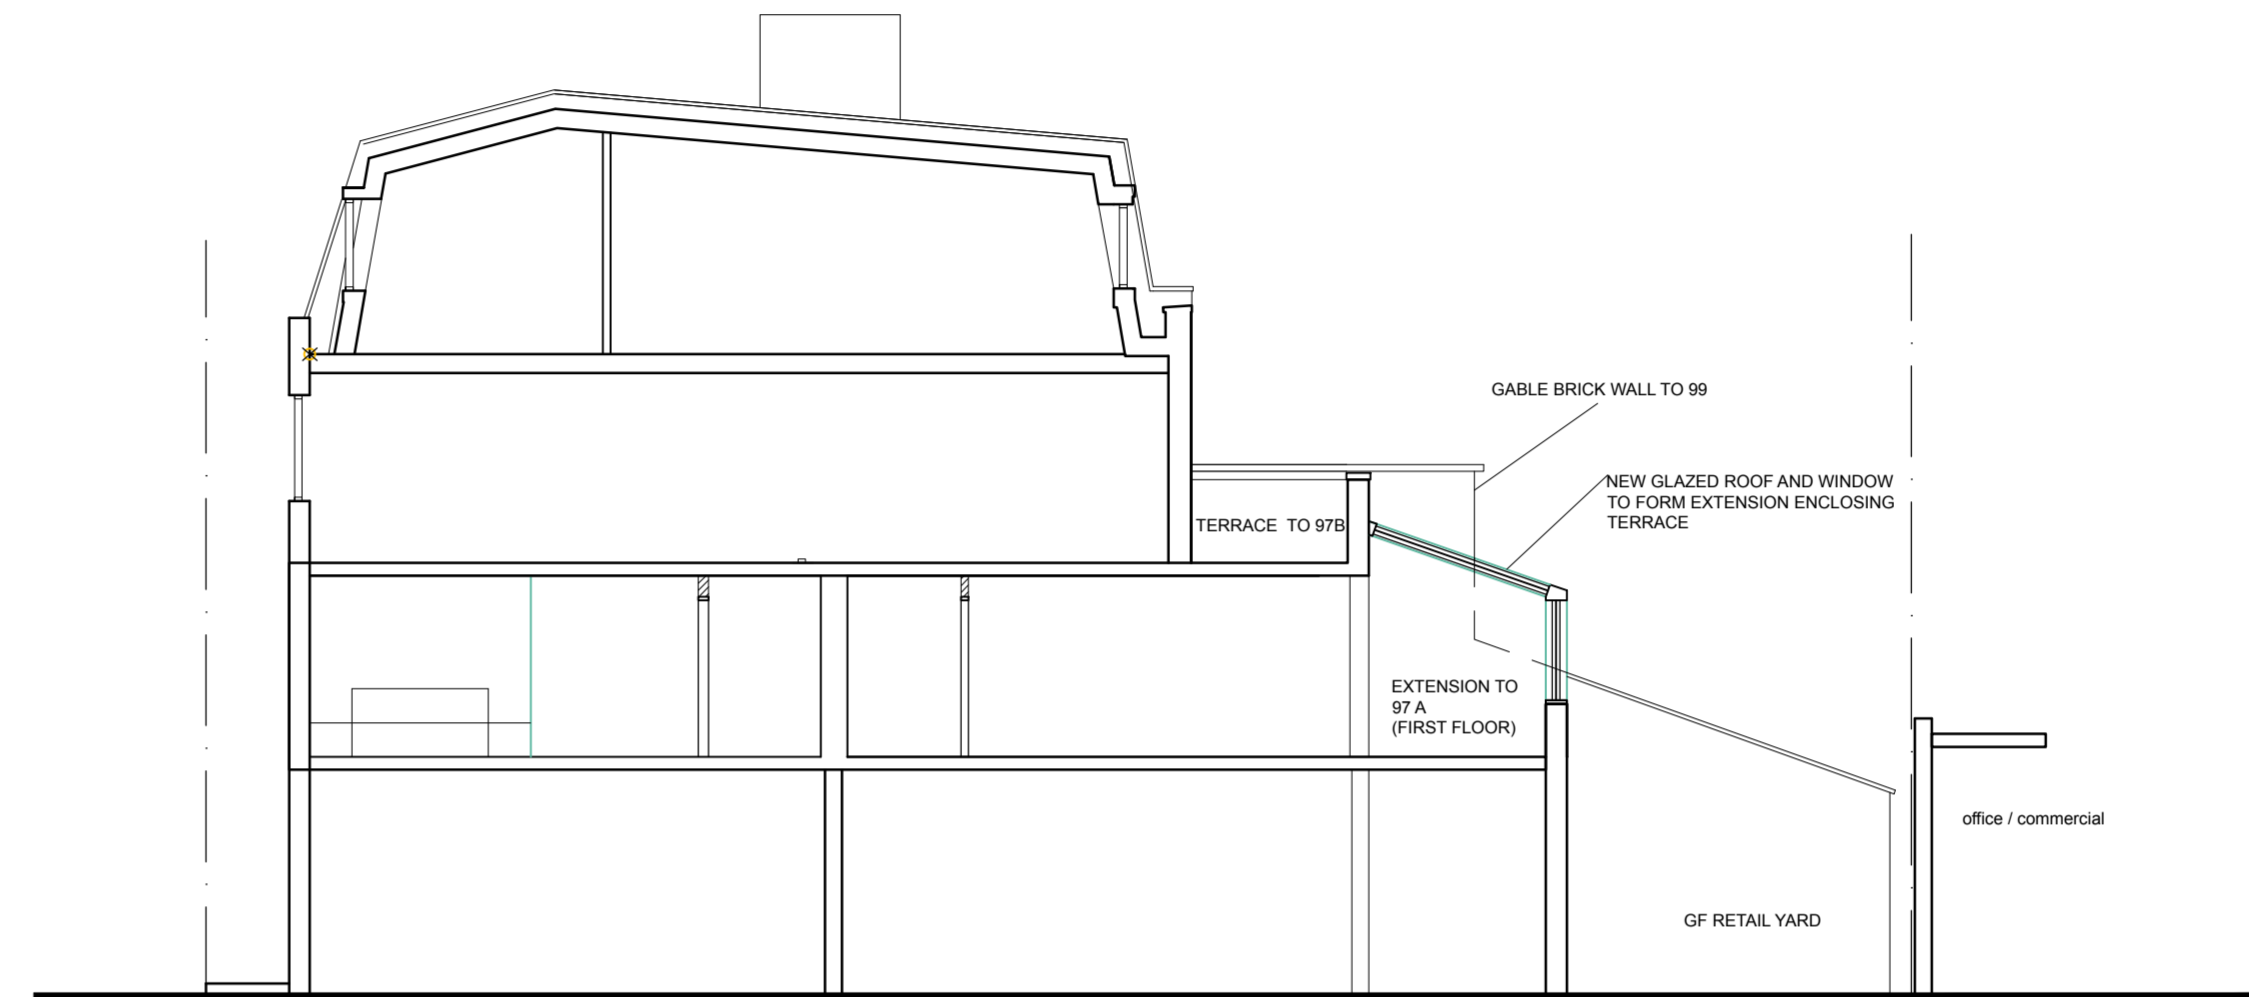 GABLE BRICK WALL TO 99
NEW GLAZED ROOF AND WINDOW
TO FORM EXTENSION ENCLOSING
TERRACE
TERRACE TO 97B
EXTENSION TO
97 A
(FIRST FLOOR)
office / commercial
GF RETAIL YARD